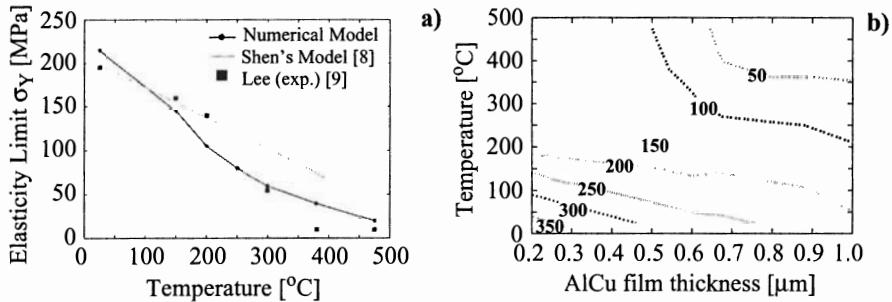 a)
Elasticity Limit σY [MPa]
250
200
150
100
50
0
Numerical Model
Shen's Model [8]
Lee (exp.) [9]
0 100 200 300 400 500
Temperature [°C]
b)
Temperature [°C]
500
400
300
200
100
0
50
100
150
200
250
300
350
0.2 0.3 0.4 0.5 0.6 0.7 0.8 0.9 1.0
AlCu film thickness [μm]